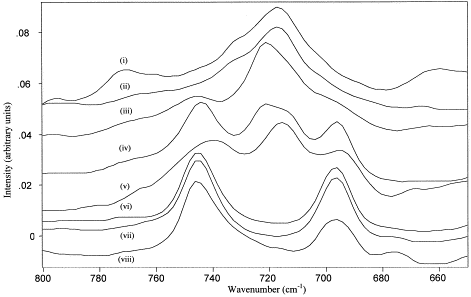 .08
.06
.04
.02
0
Intensity (arbitrary units)
(i)
(ii)
(iii)
(iv)
(v)
(vi)
(vii)
(viii)
800 780 760 740 720 700 680 660
Wavenumber (cm⁻¹)